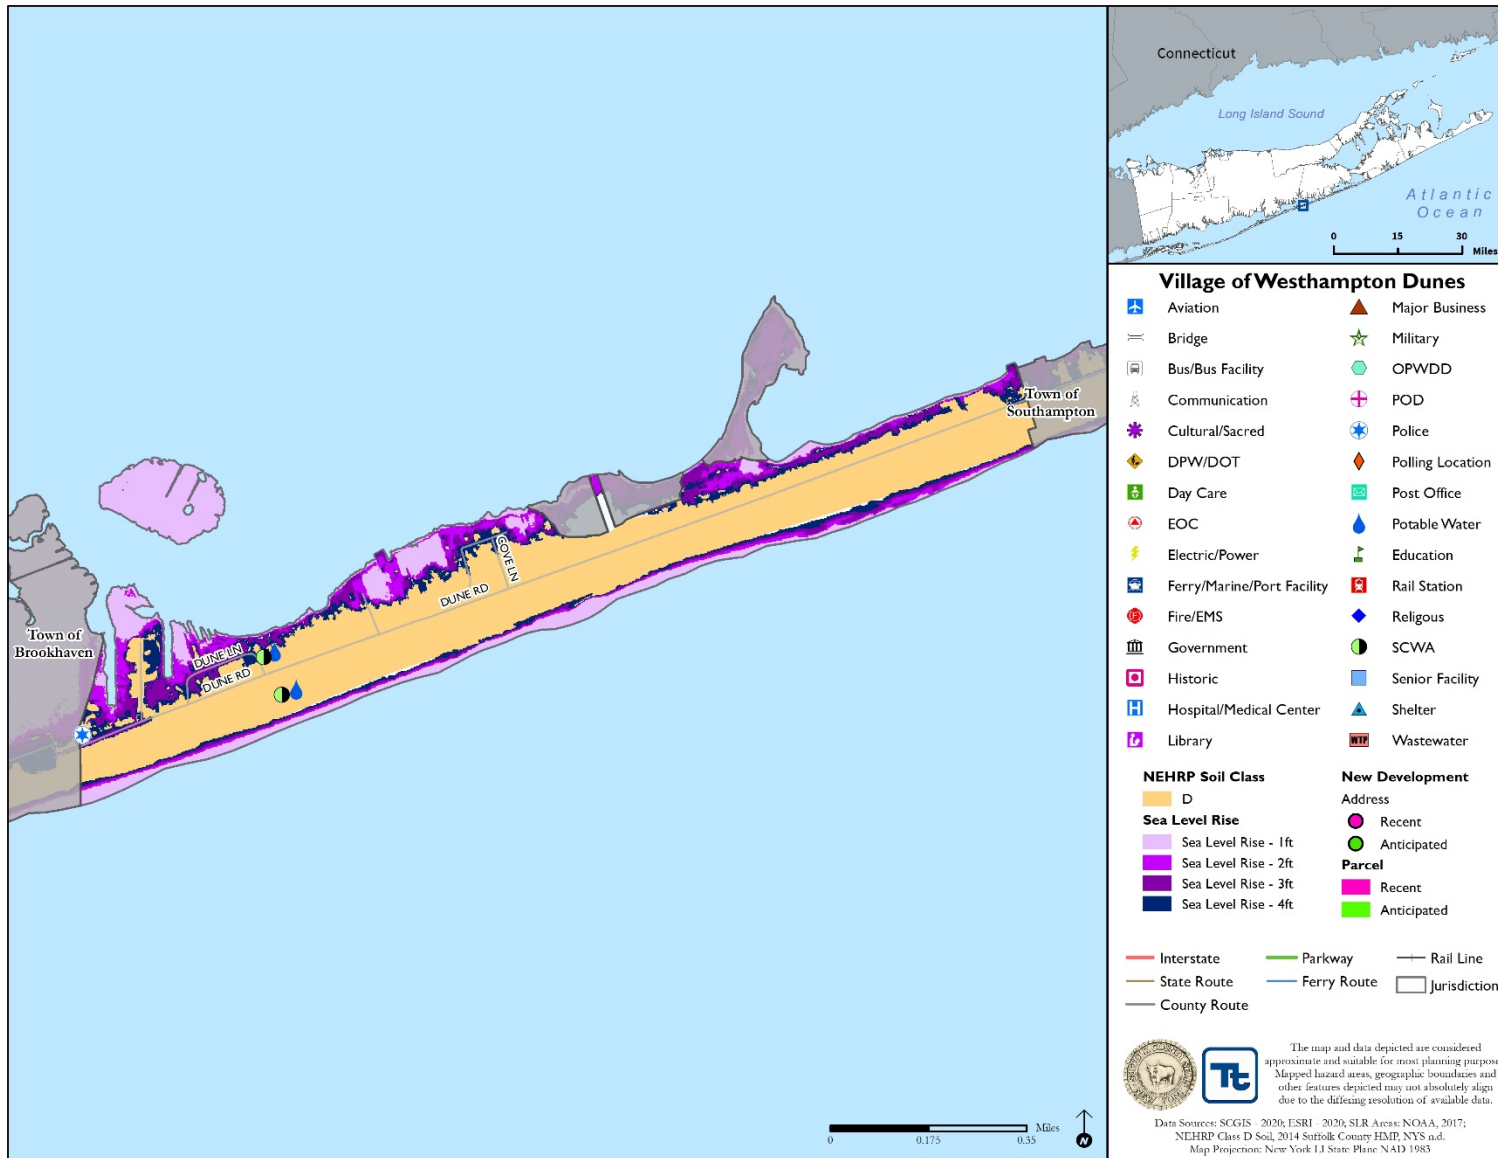 Town of
Brookhaven
DUNE LN
DUNE RD
DUNE RD
COVE LN
Town of
Southampton
Miles
0
0.175
0.35
N
Connecticut
Long Island Sound
Atlantic
Ocean
0
15
30
Miles
Village of Westhampton Dunes
Aviation
Bridge
Bus/Bus Facility
Communication
Cultural/Sacred
DPW/DOT
Day Care
EOC
Electric/Power
Ferry/Marine/Port Facility
Fire/EMS
Government
Historic
H Hospital/Medical Center
Library
Major Business
Military
OPWDD
POD
Police
Polling Location
Post Office
Potable Water
Education
Rail Station
Religous
SCWA
Senior Facility
Shelter
WTP Wastewater
NEHRP Soil Class
D
Sea Level Rise
Sea Level Rise - 1ft
Sea Level Rise - 2ft
Sea Level Rise - 3ft
Sea Level Rise - 4ft
New Development
Address
Recent
Anticipated
Parcel
Recent
Anticipated
Interstate
State Route
County Route
Parkway
Ferry Route
Rail Line
Jurisdiction
Tt
The map and data depicted are considered
approximate and suitable for most planning purpose
Mapped hazard areas, geographic boundaries and
other features depicted may not absolutely align
due to the differing resolution of available data.
Data Sources: SCGIS - 2020; ESRI - 2020; SLR Areas: NOAA, 2017;
NEHRP Class D Soil, 2014 Suffolk County HMP, NYS n.d.
Map Projection: New York LI State Plane NAD 1983